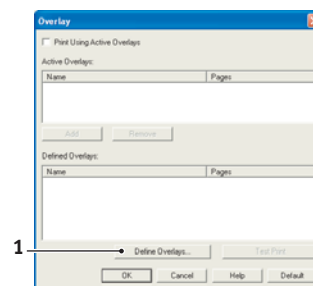 Overlay
Print Using Active Overlays
Active Overlays:
Name Pages
Add Remove
Defined Overlays:
Name Pages
1 Define Overlays... Test Print
OK Cancel Help Default